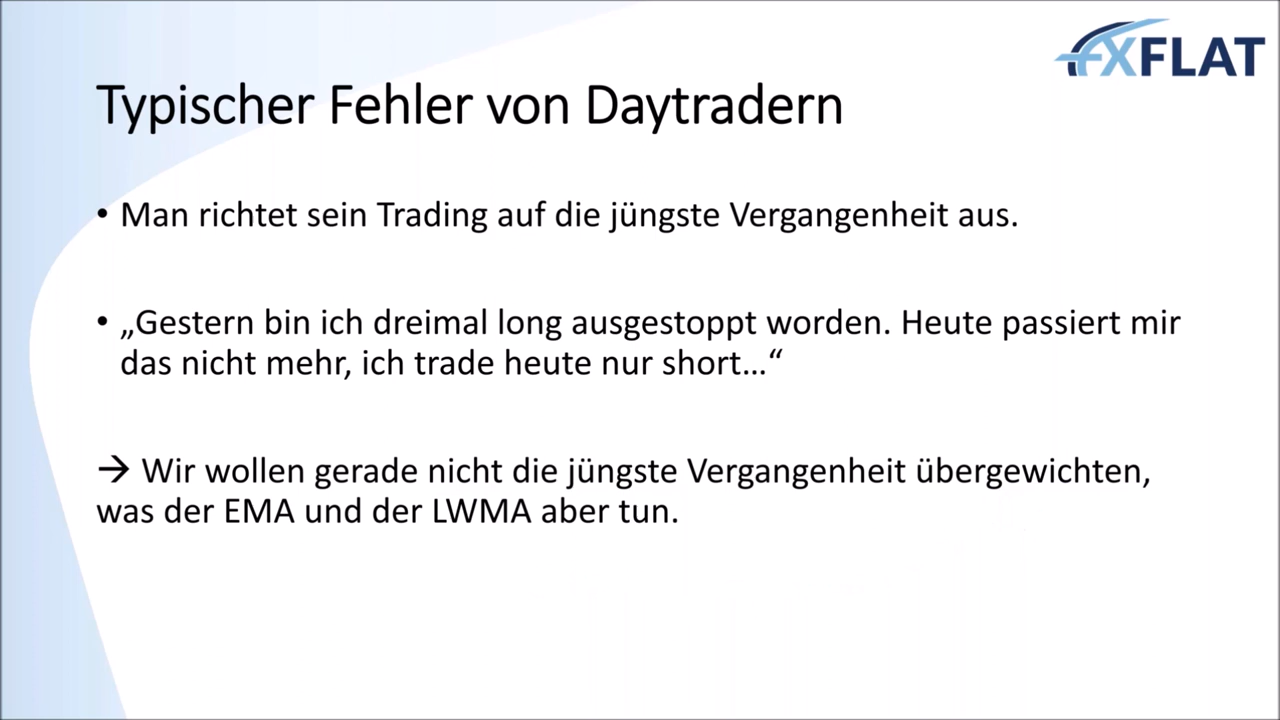 FXFLAT
Typischer Fehler von Daytradern
• Man richtet sein Trading auf die jüngste Vergangenheit aus.
• „Gestern bin ich dreimal long ausgestoppt worden. Heute passiert mir
das nicht mehr, ich trade heute nur short…“
→ Wir wollen gerade nicht die jüngste Vergangenheit übergewichten,
was der EMA und der LWMA aber tun.